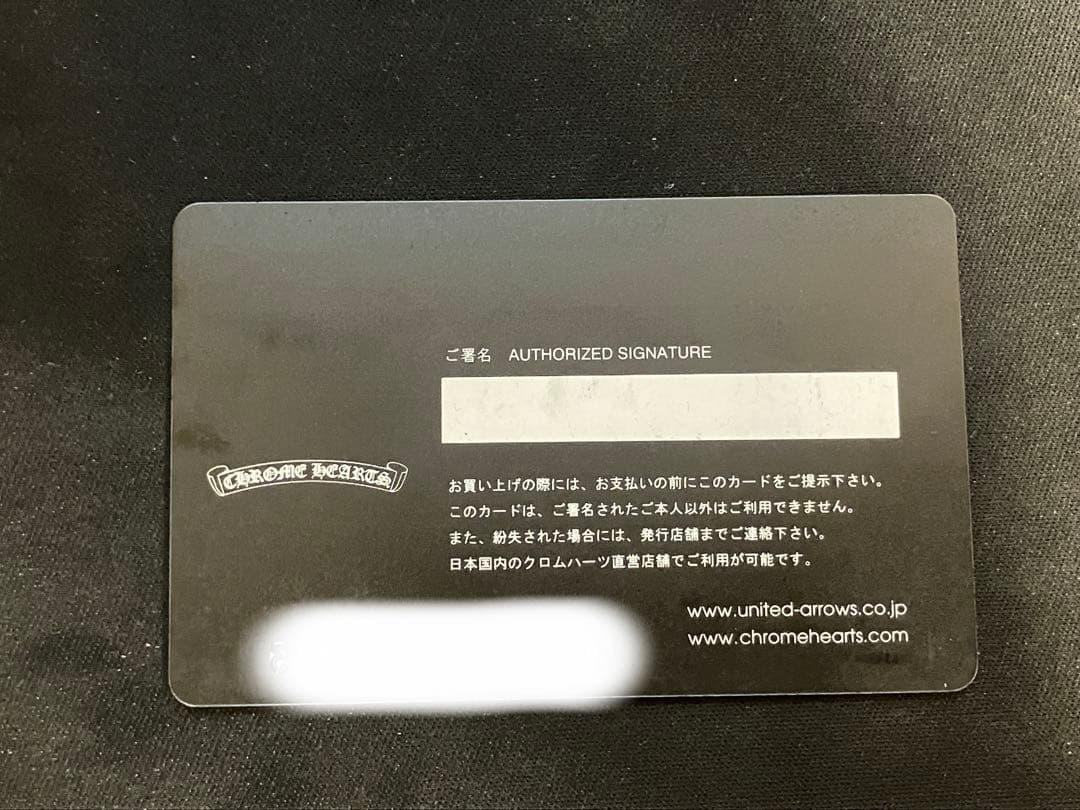 ご署名 AUTHORIZED SIGNATURE
CHROME HEARTS
お買い上げの際には、お支払いの前にこのカードをご提示下さい。
このカードは、ご署名されたご本人以外はご利用できません。
また、紛失された場合には、発行店舗までご連絡下さい。
日本国内のクロムハーツ直営店舗でご利用が可能です。
www.united-arrows.co.jp
www.chromehearts.com